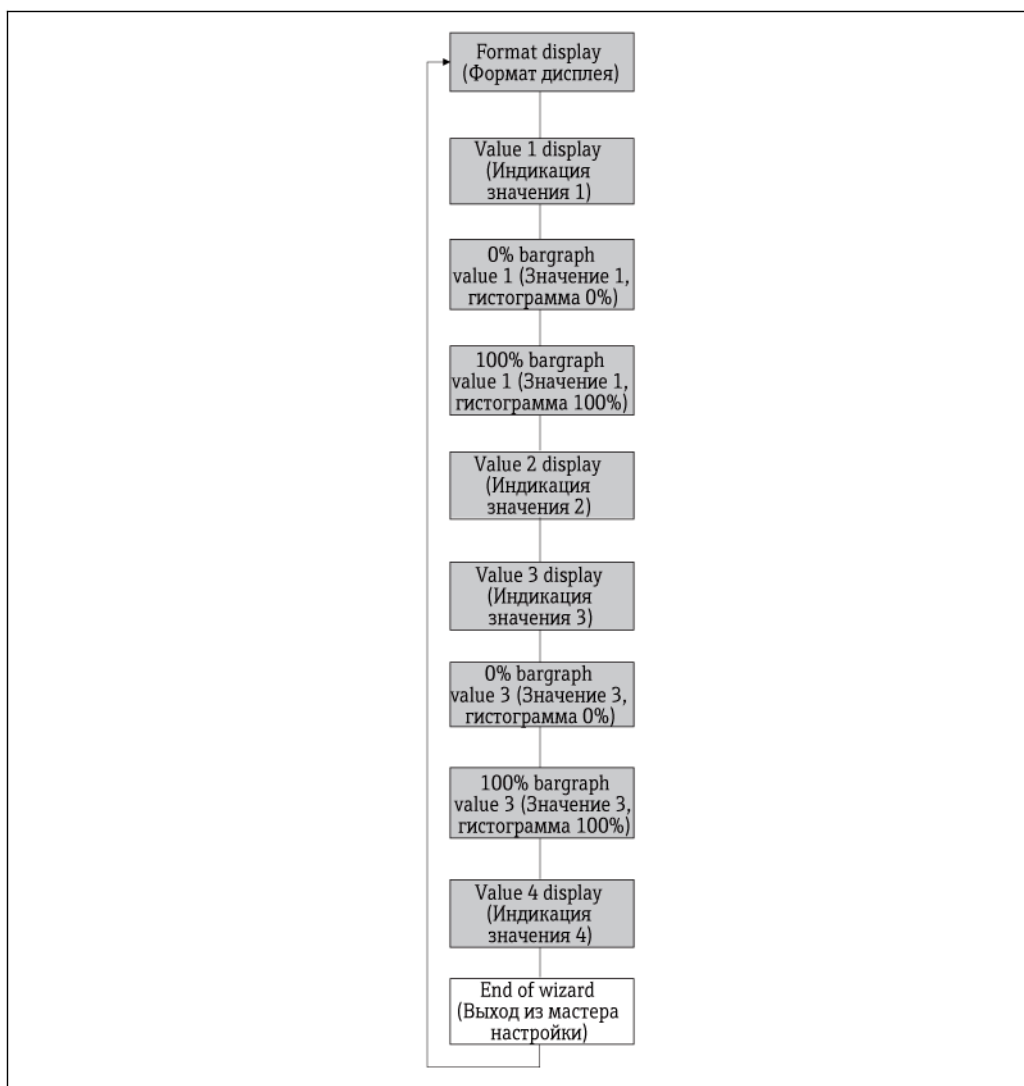 Format display
(Формат дисплея)
Value 1 display
(Индикация
значения 1)
0% bargraph
value 1 (Значение 1,
гистограмма 0%)
100% bargraph
value 1 (Значение 1,
гистограмма 100%)
Value 2 display
(Индикация
значения 2)
Value 3 display
(Индикация
значения 3)
0% bargraph
value 3 (Значение 3,
гистограмма 0%)
100% bargraph
value 3 (Значение 3,
гистограмма 100%)
Value 4 display
(Индикация
значения 4)
End of wizard
(Выход из мастера
настройки)